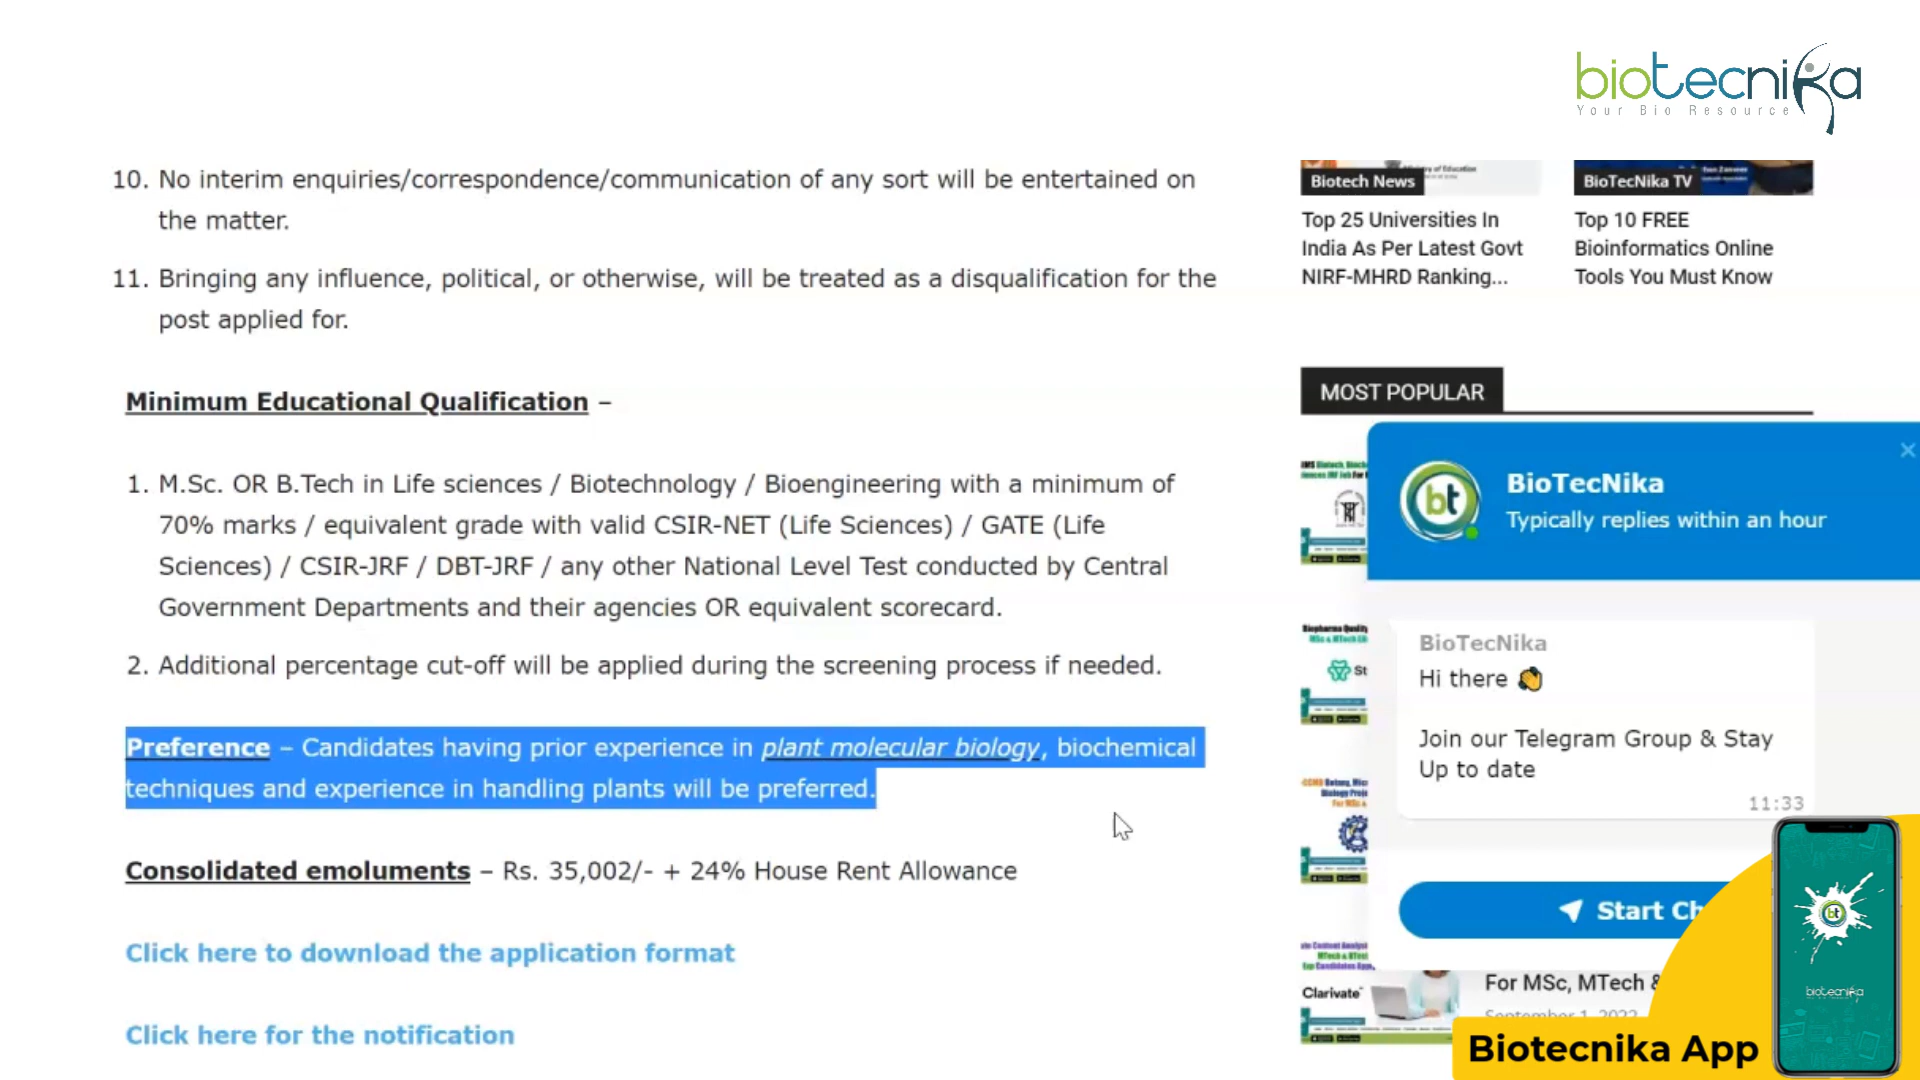 biotecnika
Your Bio Resource
10. No interim enquiries/correspondence/communication of any sort will be entertained on
the matter.
11. Bringing any influence, political, or otherwise, will be treated as a disqualification for the
post applied for.
Minimum Educational Qualification –
1. M.Sc. OR B.Tech in Life sciences / Biotechnology / Bioengineering with a minimum of
70% marks / equivalent grade with valid CSIR-NET (Life Sciences) / GATE (Life
Sciences) / CSIR-JRF / DBT-JRF / any other National Level Test conducted by Central
Government Departments and their agencies OR equivalent scorecard.
2. Additional percentage cut-off will be applied during the screening process if needed.
Preference – Candidates having prior experience in plant molecular biology, biochemical
techniques and experience in handling plants will be preferred.
Consolidated emoluments – Rs. 35,002/- + 24% House Rent Allowance
Click here to download the application format
Click here for the notification
Biotech News
Top 25 Universities In
India As Per Latest Govt
NIRF-MHRD Ranking...
BioTecNika TV
Top 10 FREE
Bioinformatics Online
Tools You Must Know
MOST POPULAR
bt
BioTecNika
Typically replies within an hour
BioTecNika
Hi there
Join our Telegram Group & Stay
Up to date
11:33
Start Ch
Clarivate
For MSc, MTech &
September 1, 2022
bt
biotecnika
Biotecnika App